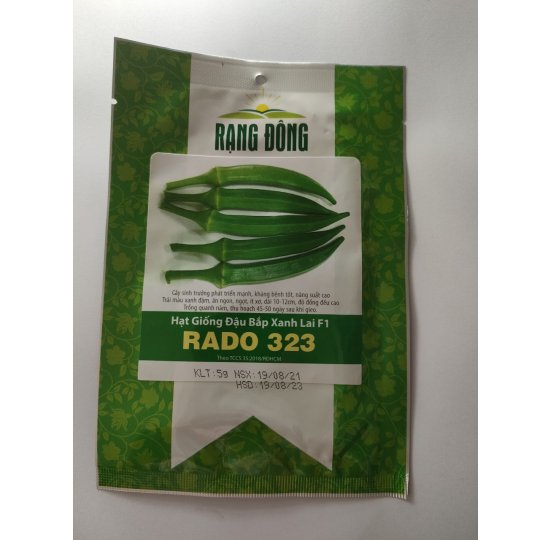 RẠNG ĐÔNG
Cây sinh trưởng phát triển mạnh, kháng bệnh tốt, năng suất cao
Trái màu xanh đậm, ăn ngon, ngọt, ít xơ, dài 10-12cm, độ đồng đều cao
Trồng quanh năm, thu hoạch 45-50 ngày sau khi gieo.
Hạt Giống Đậu Bắp Xanh Lai F1
RADO 323
Theo TCCS 35:2018/RDHCM
KLT:5g NSX:19/08/21
HSD:19/08/23